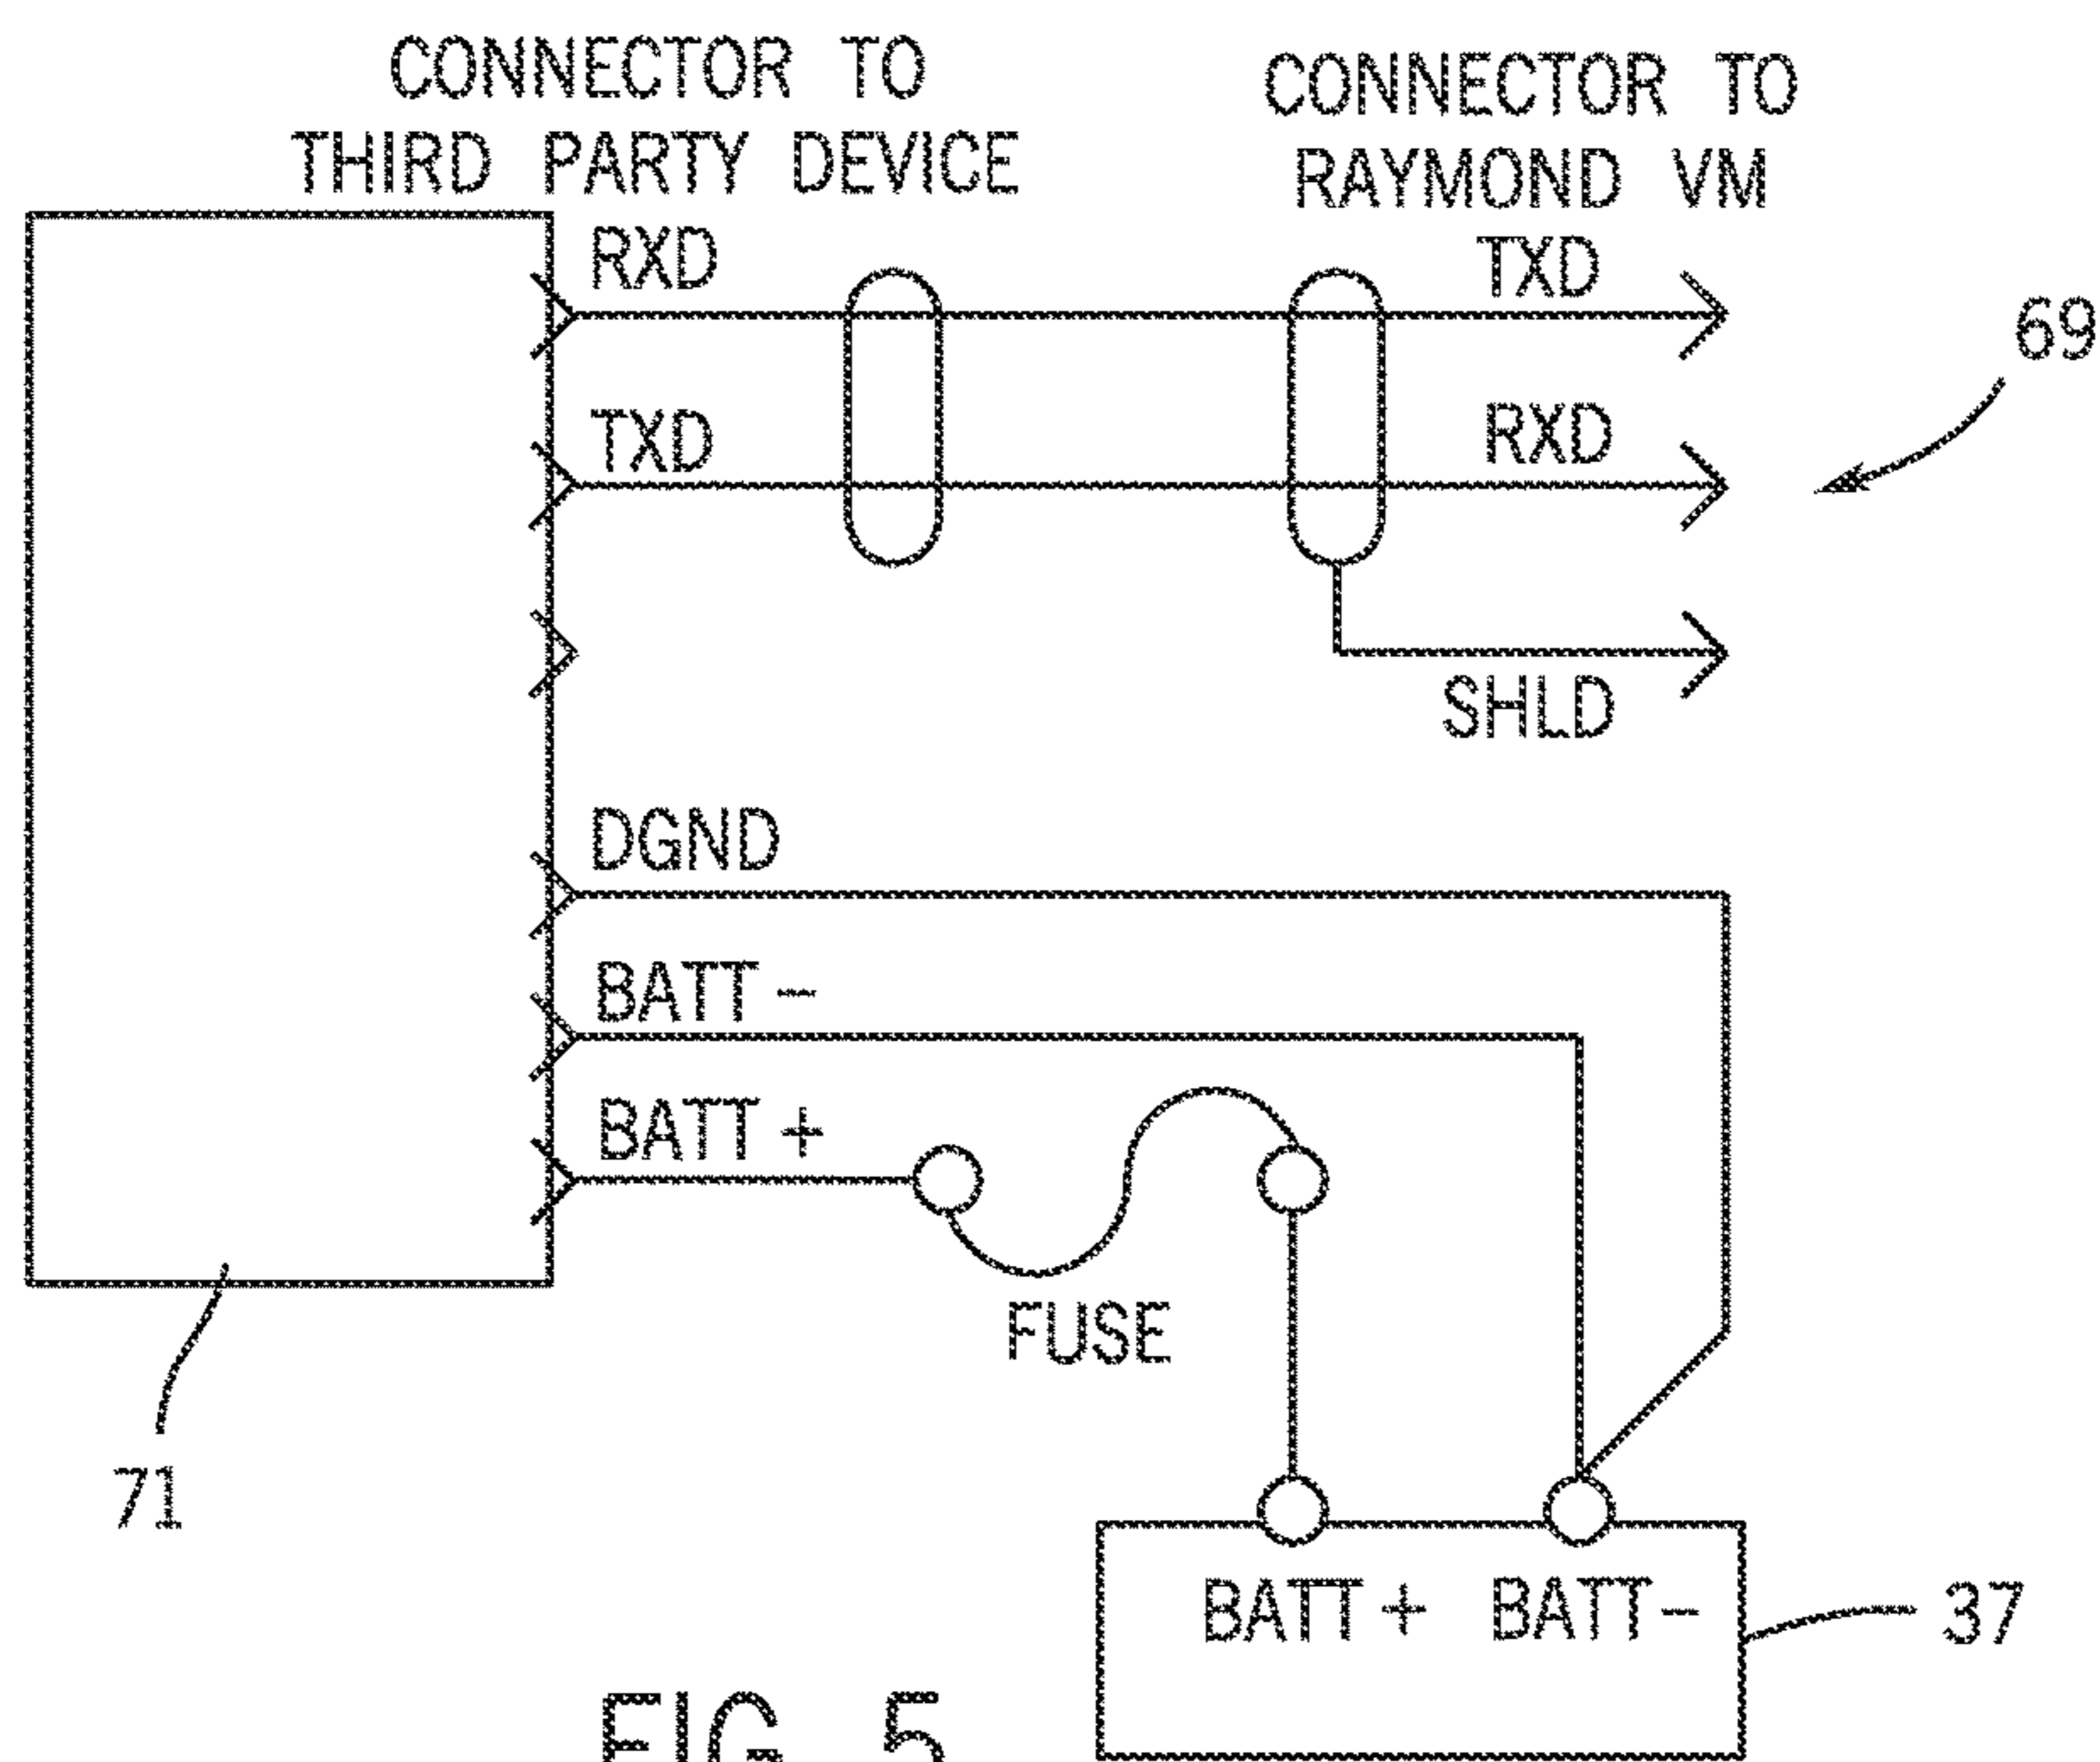 CONNECTOR TO
THIRD PARTY DEVICE
CONNECTOR TO
RAYMOND VM
RXD
TXD
69
TXD
RXD
SHLD
DGND
BATT -
BATT +
FUSE
71
BATT + BATT -
37
FIG. 5